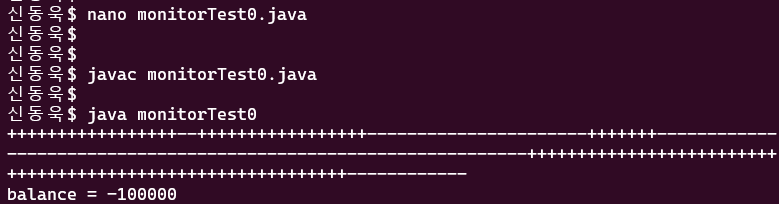 신동욱$ nano monitorTest0.java
신동욱$
신동욱$
신동욱$ javac monitorTest0.java
신동욱$
신동욱$ java monitorTest0
+++++++++++++++++--+++++++++++++++++----------------------+++++++------------
----------------------------------------------------+++++++++++++++++++++++++
++++++++++++++++++++++++++++++++++------------
balance = -100000